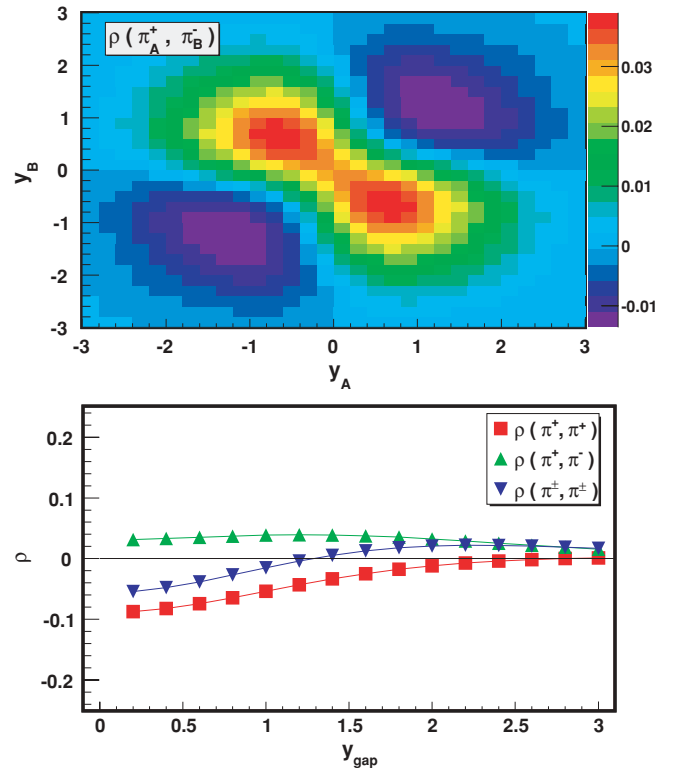 ρ ( π⁺_A , π⁻_B )
3
2
1
0
-1
-2
-3
y_B
-3 -2 -1 0 1 2 3
y_A
0.03
0.02
0.01
0
-0.01
0.2
0.1
0
-0.1
-0.2
ρ
ρ ( π⁺, π⁺ )
ρ ( π⁺, π⁻ )
ρ ( π±, π± )
0 0.5 1 1.5 2 2.5 3
y_gap